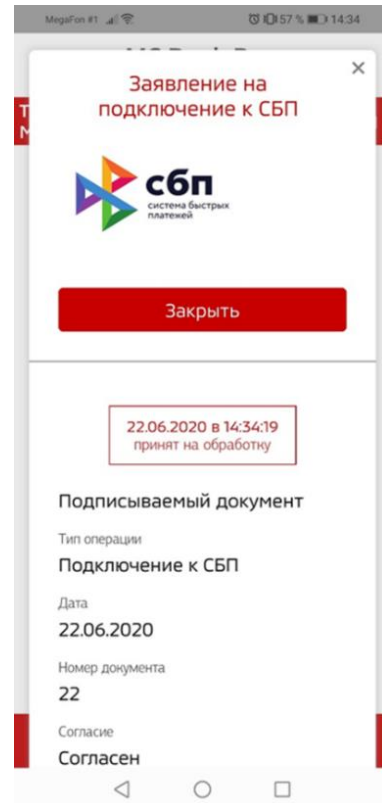 MegaFon #1 57 % 14:34
Заявление на
подключение к СБП
сбп
система быстрых
платежей
Закрыть
22.06.2020 в 14:34:19
принят на обработку
Подписываемый документ
Тип операции
Подключение к СБП
Дата
22.06.2020
Номер документа
22
Согласие
Согласен